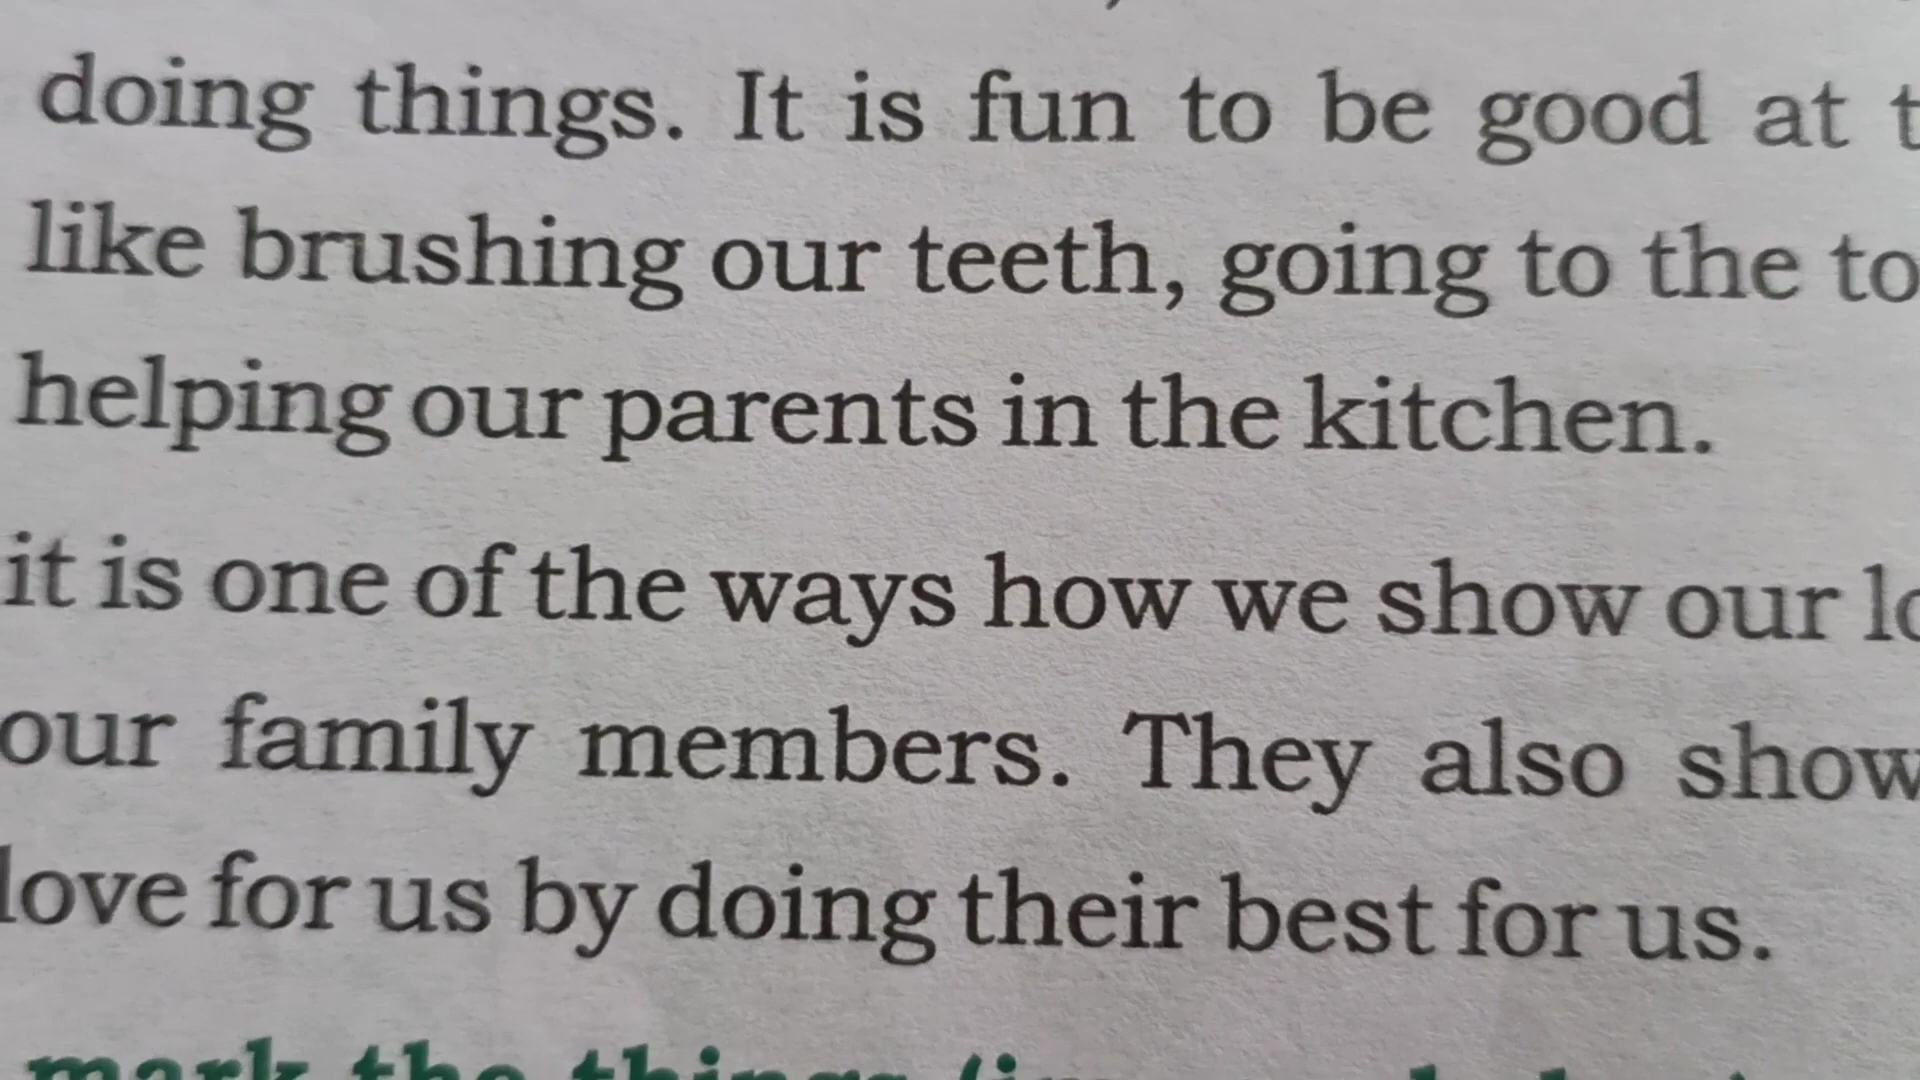 doing things. It is fun to be good at
like brushing our teeth, going to the
helping our parents in the kitchen.
it is one of the ways how we show our
our family members. They also show
love for us by doing their best for us.
mark the things